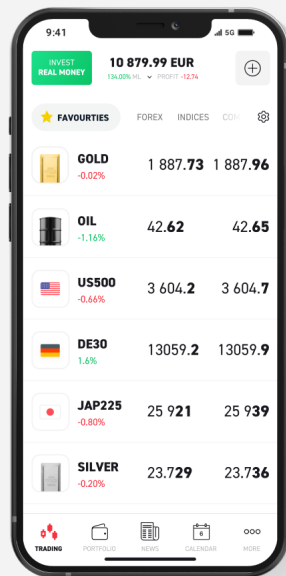 9:41
5G
INVEST
REAL MONEY
10 879.99 EUR
134.00% ML PROFIT -12.74
FAVOURTIES FOREX INDICES COM
GOLD 1 887.73 1 887.96
-0.02%
OIL 42.62 42.65
-1.16%
US500 3 604.2 3 604.7
-0.66%
DE30 13059.2 13059.9
1.6%
JAP225 25 921 25 939
-0.80%
SILVER 23.729 23.736
-0.20%
6
TRADING PORTFOLIO NEWS CALENDAR MORE